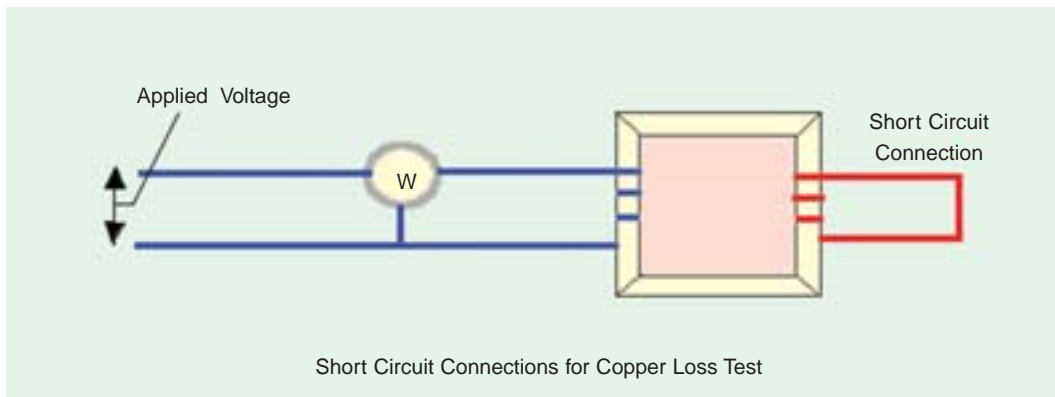 Applied Voltage
Short Circuit
Connection
W
Short Circuit Connections for Copper Loss Test